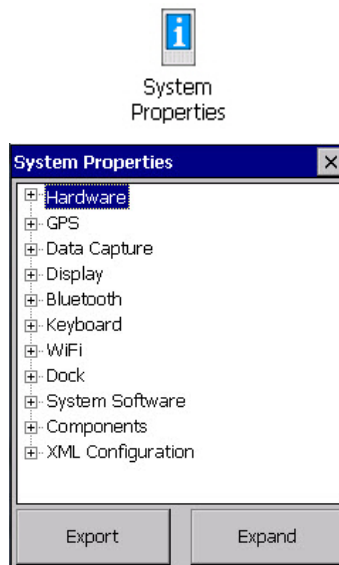 System
Properties
System Properties
Hardware
GPS
Data Capture
Display
Bluetooth
Keyboard
WiFi
Dock
System Software
Components
XML Configuration
Export Expand